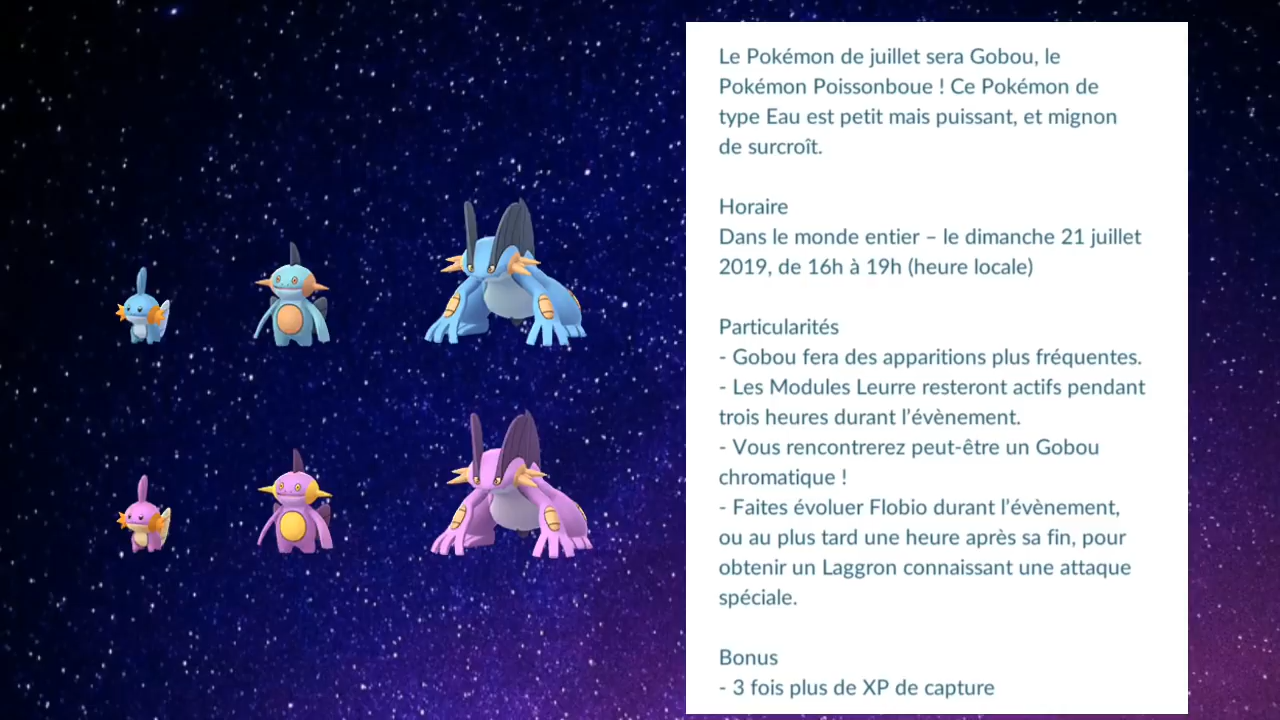 Le Pokémon de juillet sera Gobou, le
Pokémon Poissonboue ! Ce Pokémon de
type Eau est petit mais puissant, et mignon
de surcroît.
Horaire
Dans le monde entier – le dimanche 21 juillet
2019, de 16h à 19h (heure locale)
Particularités
- Gobou fera des apparitions plus fréquentes.
- Les Modules Leurre resteront actifs pendant
trois heures durant l’évènement.
- Vous rencontrerez peut-être un Gobou
chromatique !
- Faites évoluer Flobio durant l’évènement,
ou au plus tard une heure après sa fin, pour
obtenir un Laggron connaissant une attaque
spéciale.
Bonus
- 3 fois plus de XP de capture